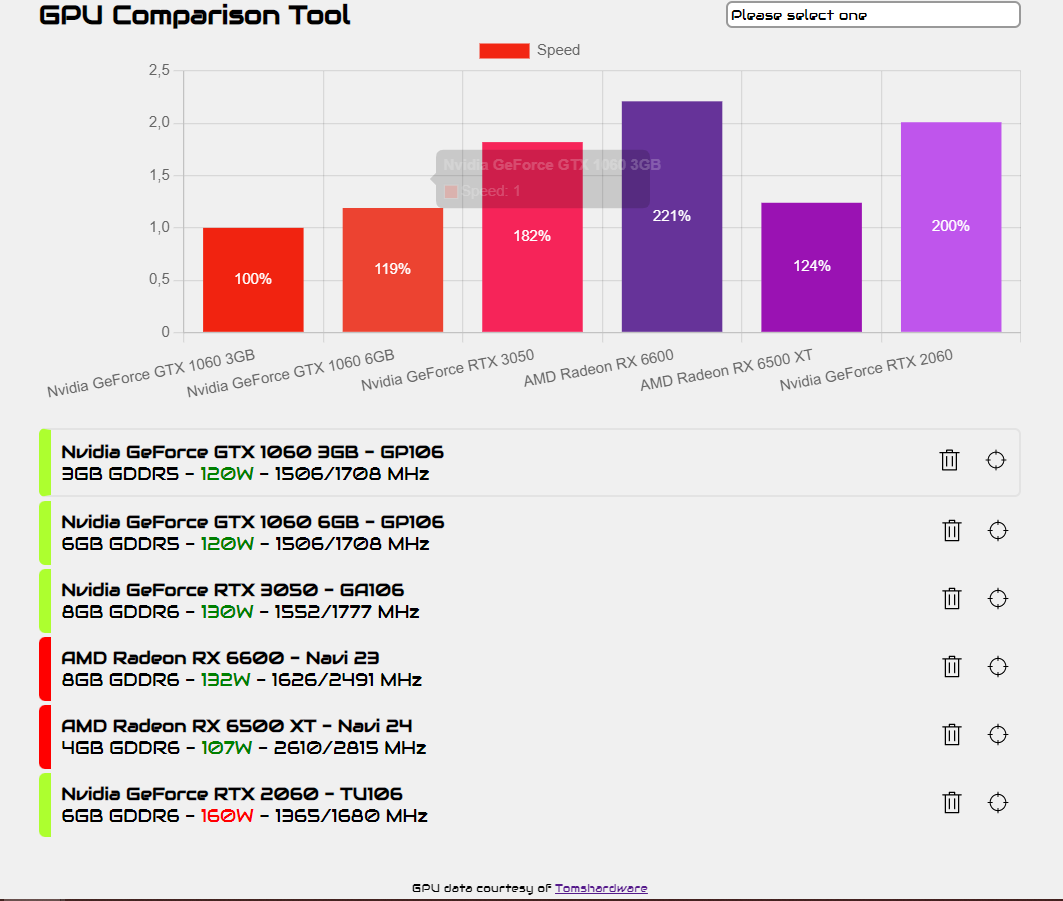 GPU Comparison Tool
Please select one
Speed
2,5
2,0
1,5
1,0
0,5
0
Nvidia GeForce GTX 1060 3GB
Speed: 1
100%
119%
182%
221%
124%
200%
Nvidia GeForce GTX 1060 3GB
Nvidia GeForce GTX 1060 6GB
Nvidia GeForce RTX 3050
AMD Radeon RX 6600
AMD Radeon RX 6500 XT
Nvidia GeForce RTX 2060
Nvidia GeForce GTX 1060 3GB - GP106
3GB GDDR5 - 120W - 1506/1708 MHz
Nvidia GeForce GTX 1060 6GB - GP106
6GB GDDR5 - 120W - 1506/1708 MHz
Nvidia GeForce RTX 3050 - GA106
8GB GDDR6 - 130W - 1552/1777 MHz
AMD Radeon RX 6600 - Navi 23
8GB GDDR6 - 132W - 1626/2491 MHz
AMD Radeon RX 6500 XT - Navi 24
4GB GDDR6 - 107W - 2610/2815 MHz
Nvidia GeForce RTX 2060 - TU106
6GB GDDR6 - 160W - 1365/1680 MHz
GPU data courtesy of Tomshardware